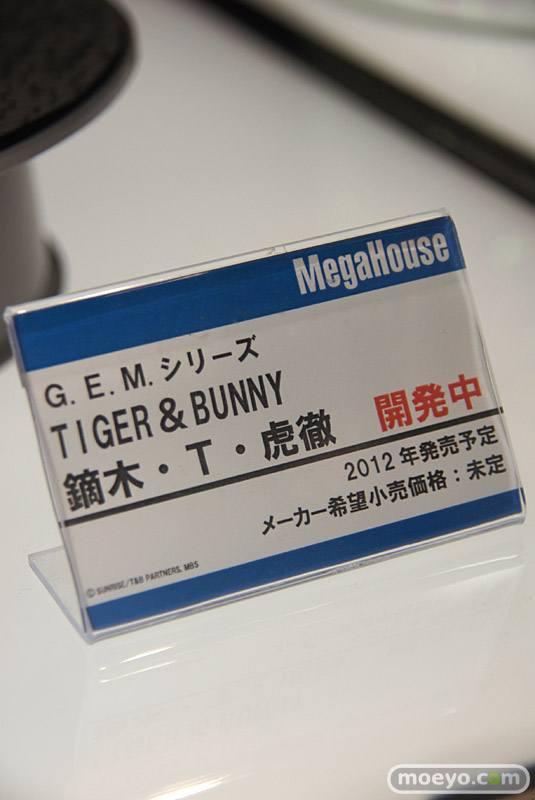 MegaHouse
G.E.M.シリーズ
TIGER & BUNNY
鏑木・T・虎徹 開発中
2012年発売予定
メーカー希望小売価格：未定
© SUNRISE/T&B PARTNERS, MBS
moeyo.com